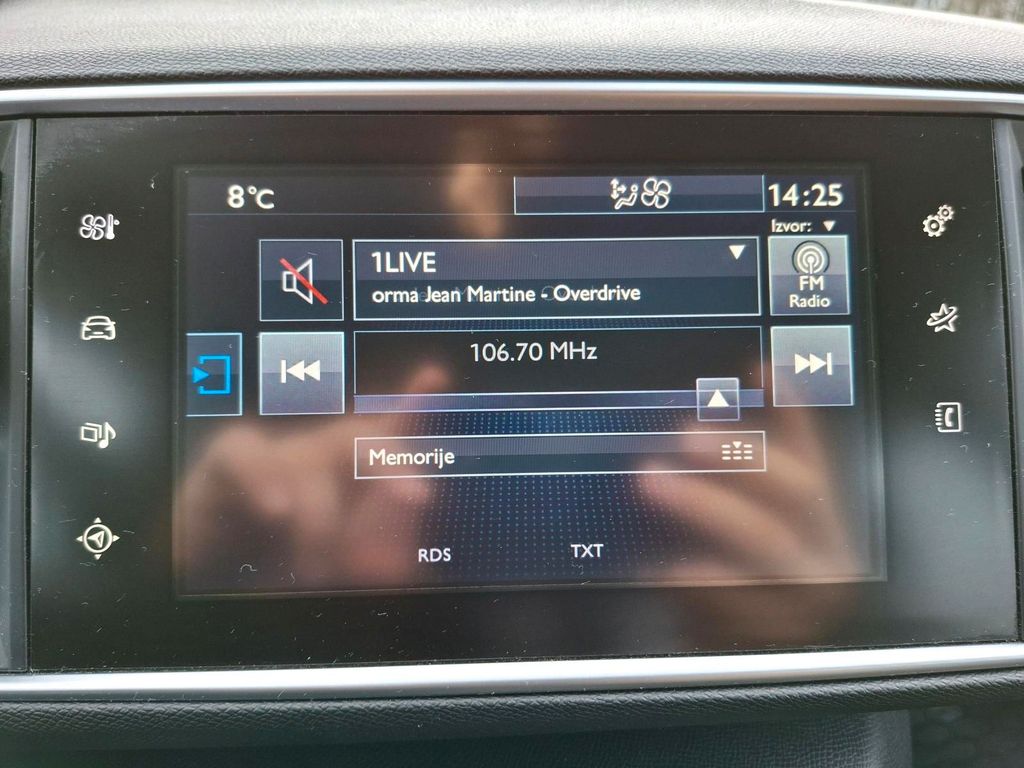 8°C
14:25
Izvor:
1LIVE
orma Jean Martine - Overdrive
FM
Radio
106.70 MHz
Memorije
RDS
TXT